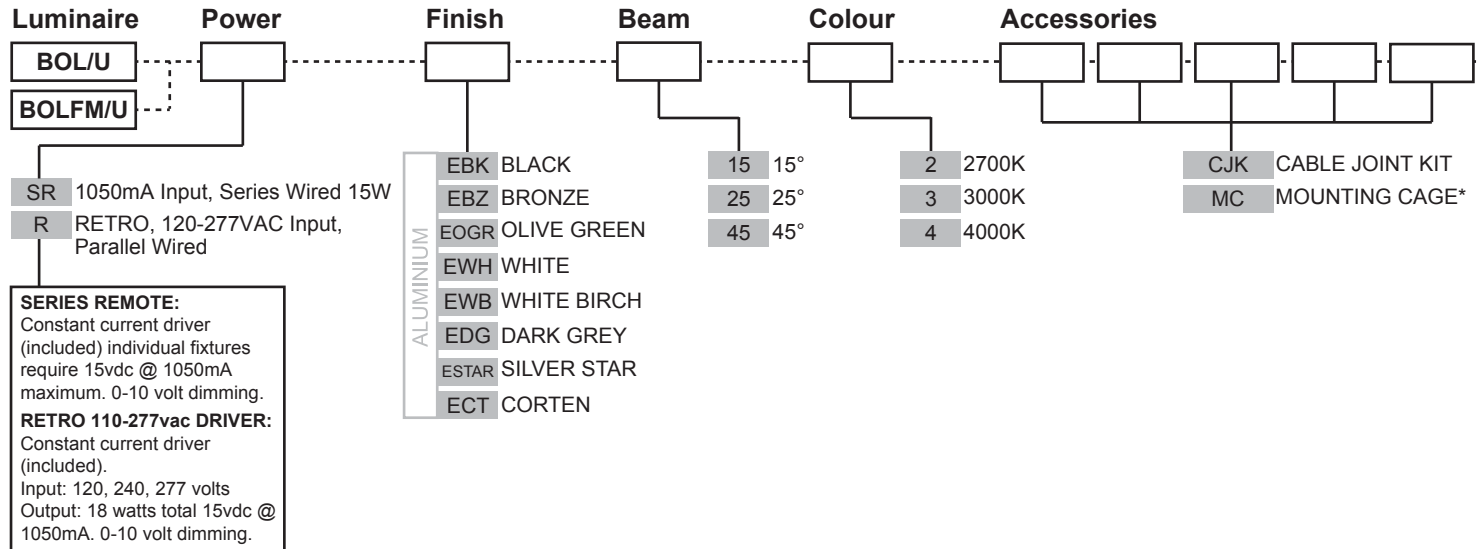 Luminaire Power Finish Beam Colour Accessories
BOL/U
BOLFM/U
SR 1050mA Input, Series Wired 15W
R RETRO, 120-277VAC Input,
Parallel Wired
SERIES REMOTE:
Constant current driver
(included) individual fixtures
require 15vdc @ 1050mA
maximum. 0-10 volt dimming.
RETRO 110-277vac DRIVER:
Constant current driver
(included).
Input: 120, 240, 277 volts
Output: 18 watts total 15vdc @
1050mA. 0-10 volt dimming.
ALUMINIUM
EBK BLACK
EBZ BRONZE
EOGR OLIVE GREEN
EWH WHITE
EWB WHITE BIRCH
EDG DARK GREY
ESTAR SILVER STAR
ECT CORTEN
15 15°
25 25°
45 45°
2 2700K
3 3000K
4 4000K
CJK CABLE JOINT KIT
MC MOUNTING CAGE*